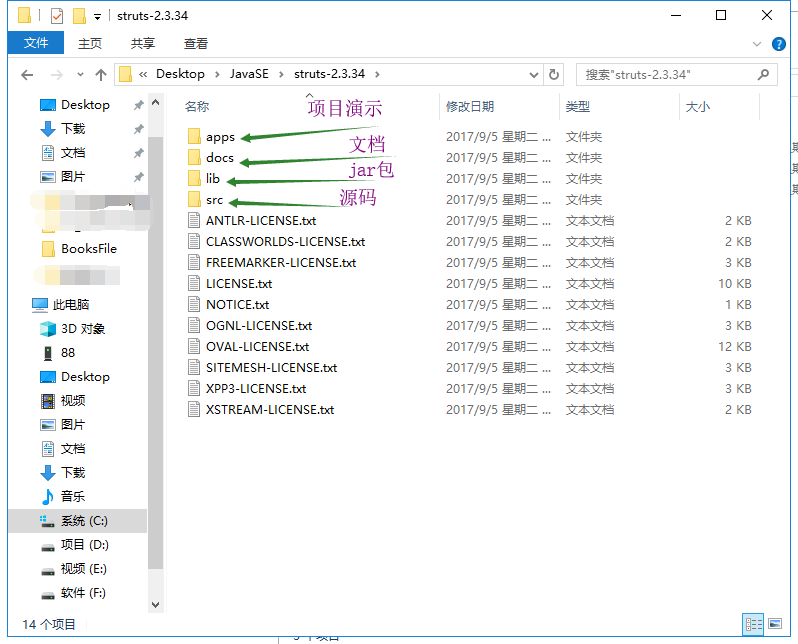 struts-2.3.34
文件 主页 共享 查看
« Desktop › JavaSE › struts-2.3.34 ›
搜索"struts-2.3.34"
名称 修改日期 类型 大小
项目演示
apps 2017/9/5 星期二 ... 文件夹
文档
docs 2017/9/5 星期二 ... 文件夹
jar包
lib 2017/9/5 星期二 ... 文件夹
源码
src 2017/9/5 星期二 ... 文件夹
ANTLR-LICENSE.txt 2017/9/5 星期二 ... 文本文档 2 KB
CLASSWORLDS-LICENSE.txt 2017/9/5 星期二 ... 文本文档 2 KB
FREEMARKER-LICENSE.txt 2017/9/5 星期二 ... 文本文档 3 KB
LICENSE.txt 2017/9/5 星期二 ... 文本文档 10 KB
NOTICE.txt 2017/9/5 星期二 ... 文本文档 1 KB
OGNL-LICENSE.txt 2017/9/5 星期二 ... 文本文档 3 KB
OVAL-LICENSE.txt 2017/9/5 星期二 ... 文本文档 12 KB
SITEMESH-LICENSE.txt 2017/9/5 星期二 ... 文本文档 3 KB
XPP3-LICENSE.txt 2017/9/5 星期二 ... 文本文档 3 KB
XSTREAM-LICENSE.txt 2017/9/5 星期二 ... 文本文档 2 KB
Desktop
下载
文档
图片
BooksFile
此电脑
3D 对象
88
Desktop
视频
图片
文档
下载
音乐
系统 (C:)
项目 (D:)
视频 (E:)
软件 (F:)
14 个项目